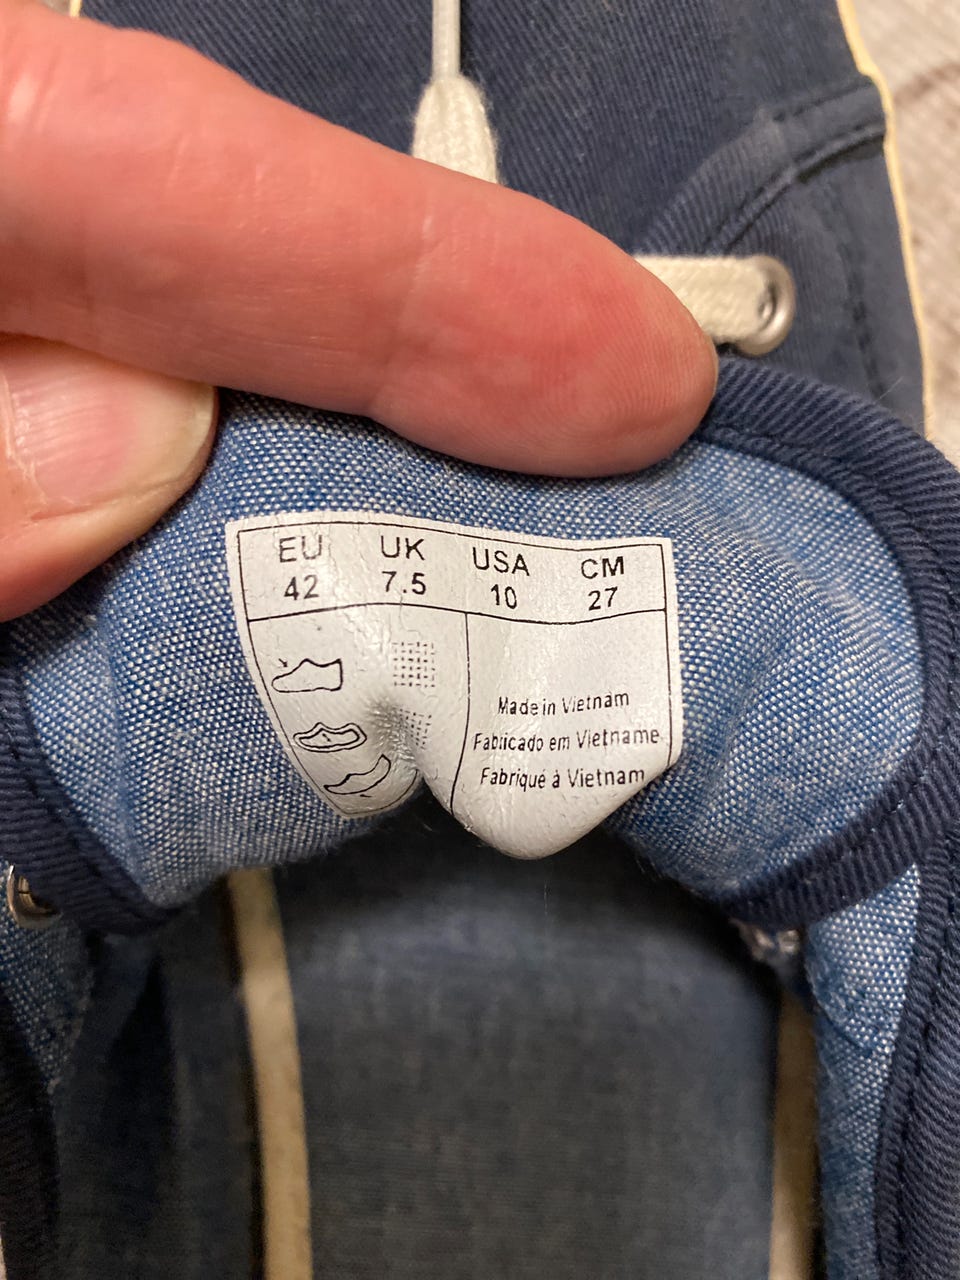 EU UK USA CM
42 7.5 10 27
Made in Vietnam
Fabricado em Vietname
Fabriqué à Vietnam